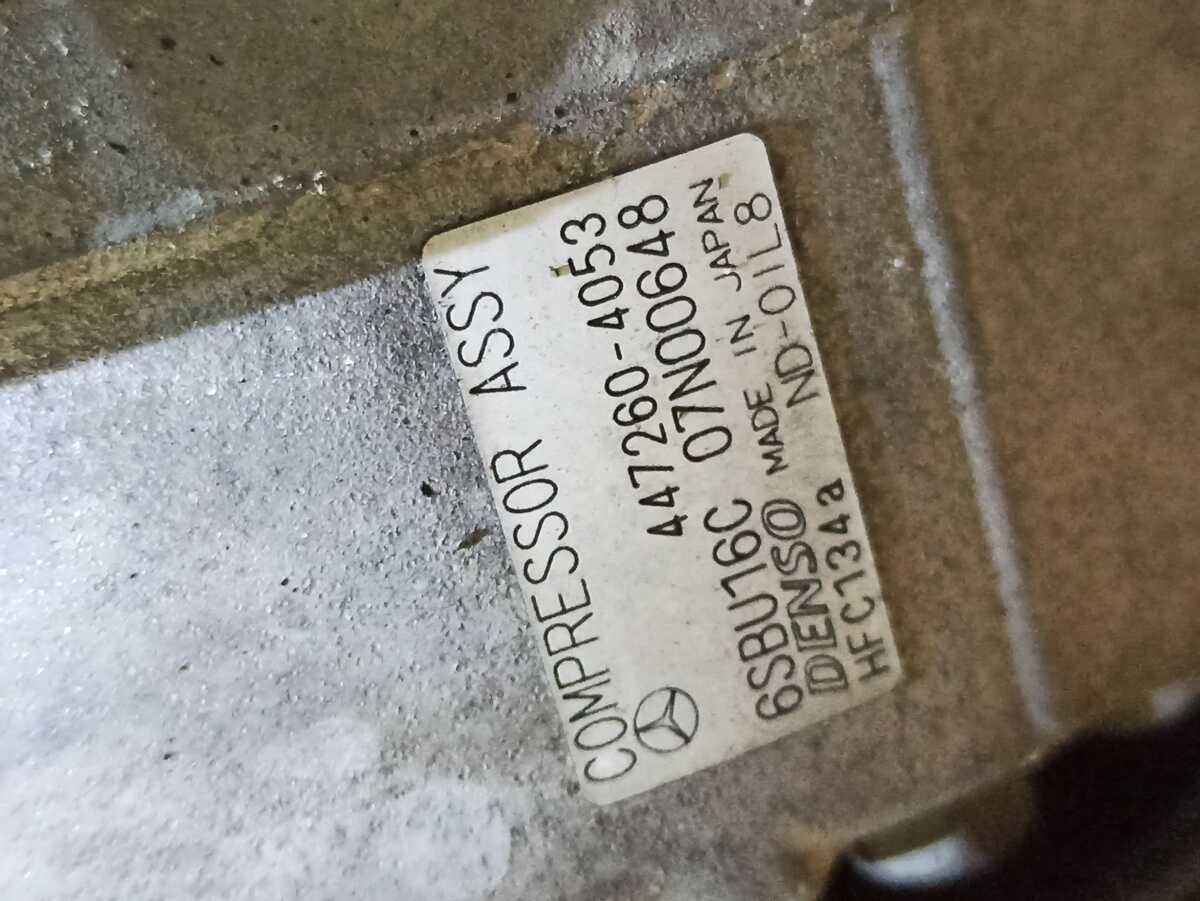 COMPRESSOR ASSY
447260-4053
6SBU16C 07N00648
DENSO MADE IN JAPAN
HFC134a ND-OIL8